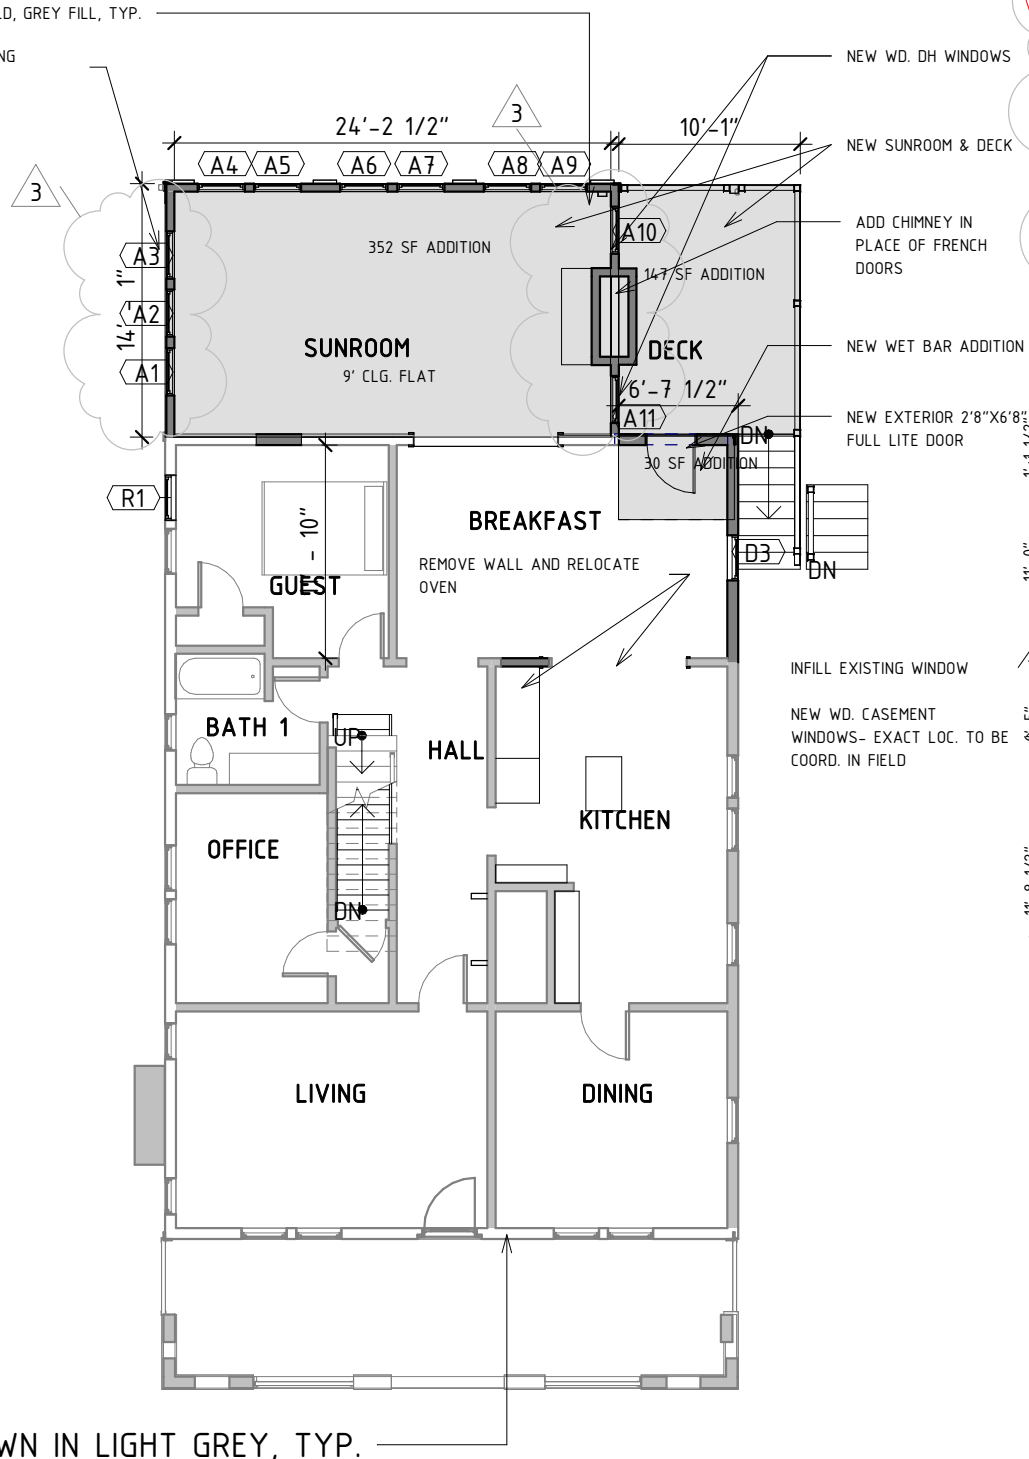 LD, GREY FILL, TYP.
NG
NEW WD. DH WINDOWS
3
24'-2 1/2"
10'-1"
NEW SUNROOM & DECK
A4
A5
A6
A7
A8
A9
3
ADD CHIMNEY IN
PLACE OF FRENCH
DOORS
A10
352 SF ADDITION
A3
147 SF ADDITION
14'
1"
A2
SUNROOM
9' CLG. FLAT
DECK
NEW WET BAR ADDITION
A1
6'-7 1/2"
A11
NEW EXTERIOR 2'8"X6'8"
FULL LITE DOOR
DN
30 SF ADDITION
R1
BREAKFAST
- 10"
D3
REMOVE WALL AND RELOCATE
OVEN
DN
GUEST
INFILL EXISTING WINDOW
NEW WD. CASEMENT
WINDOWS- EXACT LOC. TO BE
COORD. IN FIELD
BATH 1
UP
HALL
KITCHEN
OFFICE
DN
LIVING
DINING
WN IN LIGHT GREY, TYP.